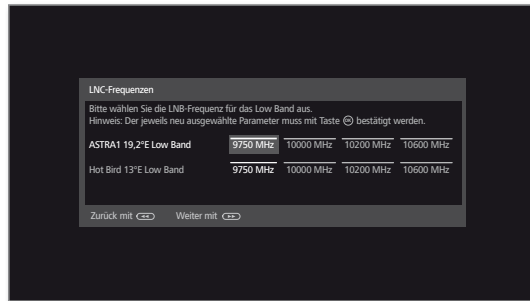 LNC-Frequenzen
Bitte wählen Sie die LNB-Frequenz für das Low Band aus.
Hinweis: Der jeweils neu ausgewählte Parameter muss mit Taste OK bestätigt werden.
ASTRA1 19,2°E Low Band 9750 MHz 10000 MHz 10200 MHz 10600 MHz
Hot Bird 13°E Low Band 9750 MHz 10000 MHz 10200 MHz 10600 MHz
Zurück mit Weiter mit